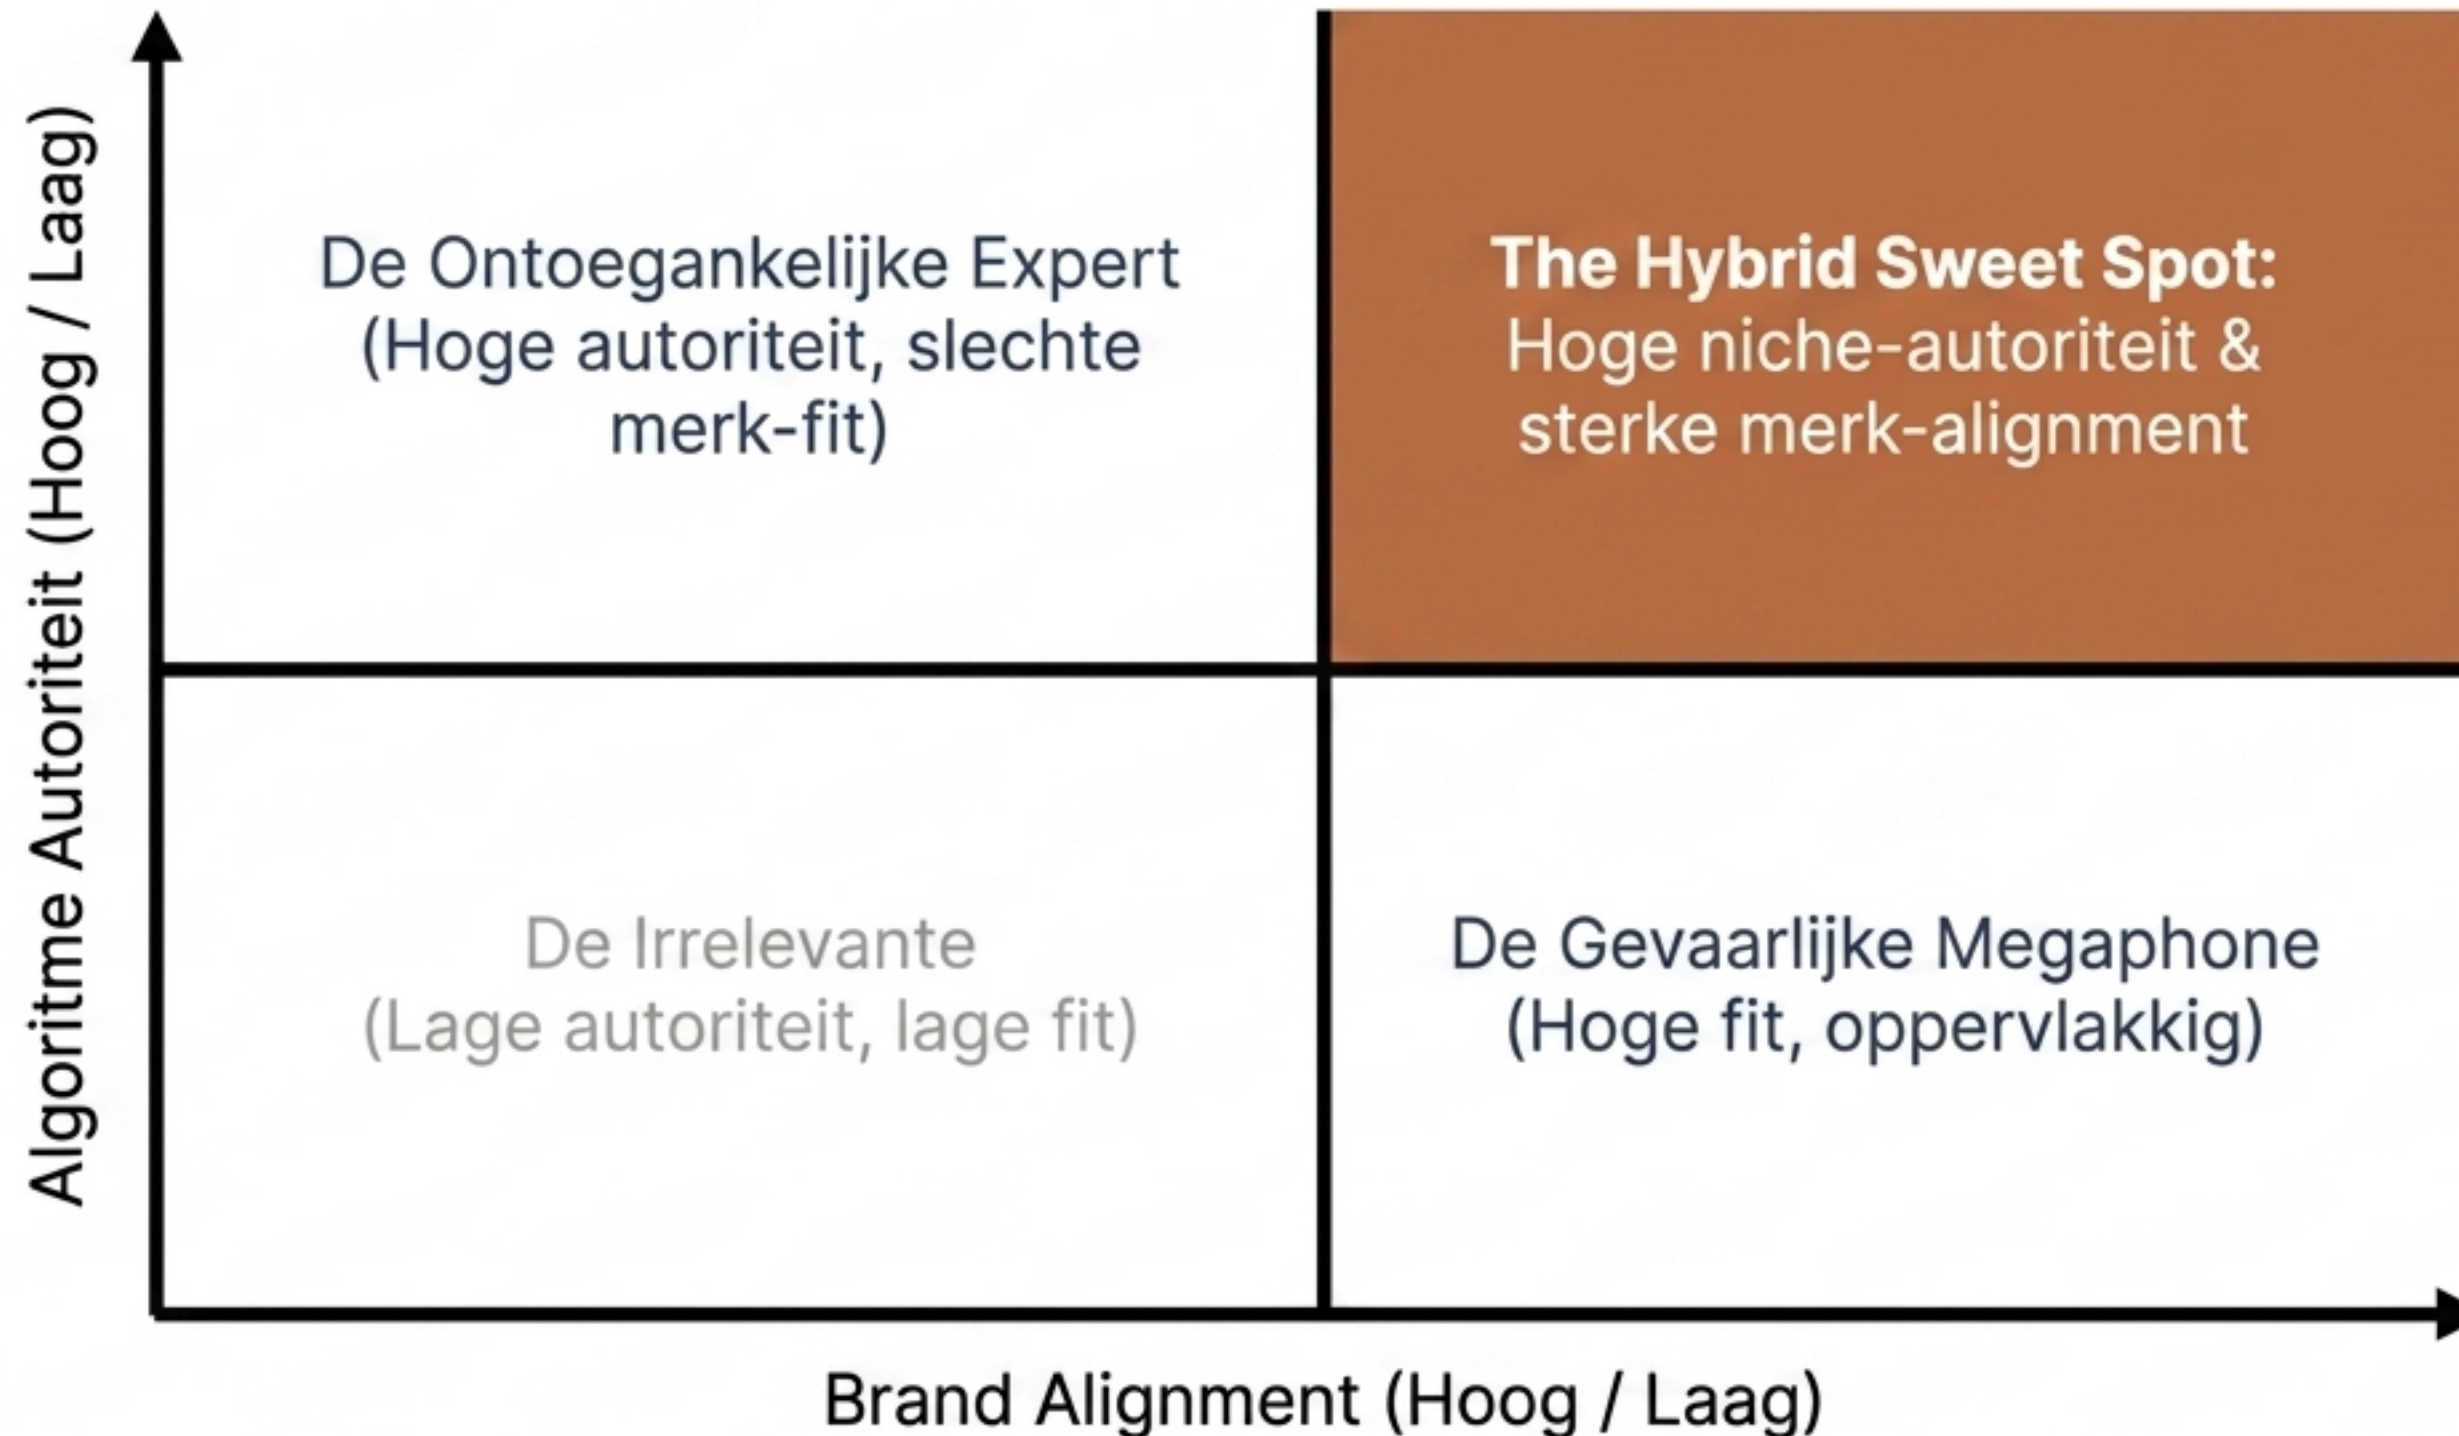 Algoritme Autoriteit (Hoog / Laag)
De Ontoegankelijke Expert
(Hoge autoriteit, slechte
merk-fit)
The Hybrid Sweet Spot:
Hoge niche-autoriteit &
sterke merk-alignment
De Irrelevante
(Lage autoriteit, lage fit)
De Gevaarlijke Megaphone
(Hoge fit, oppervlakkig)
Brand Alignment (Hoog / Laag)